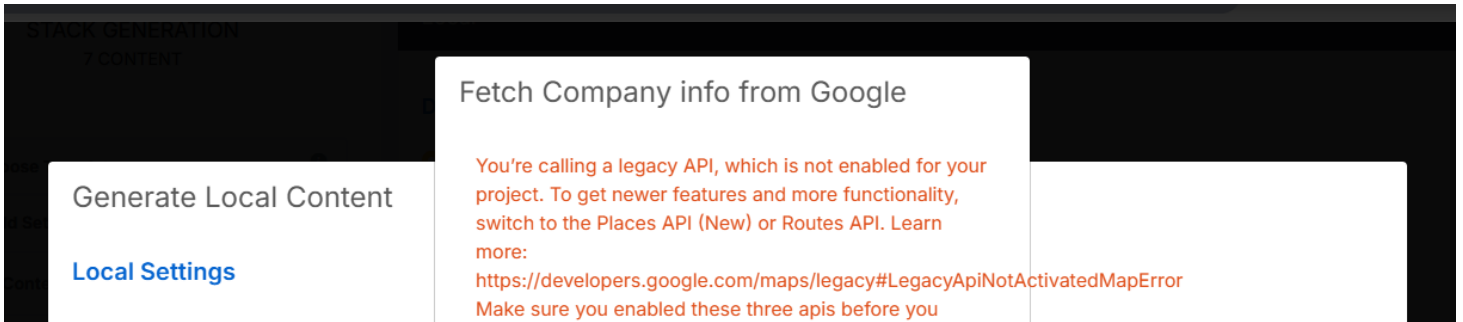 STACK GENERATION
7 CONTENT
Fetch Company info from Google
You're calling a legacy API, which is not enabled for your
project. To get newer features and more functionality,
switch to the Places API (New) or Routes API. Learn
more:
https://developers.google.com/maps/legacy#LegacyApiNotActivatedMapError
Make sure you enabled these three apis before you
Generate Local Content
Local Settings